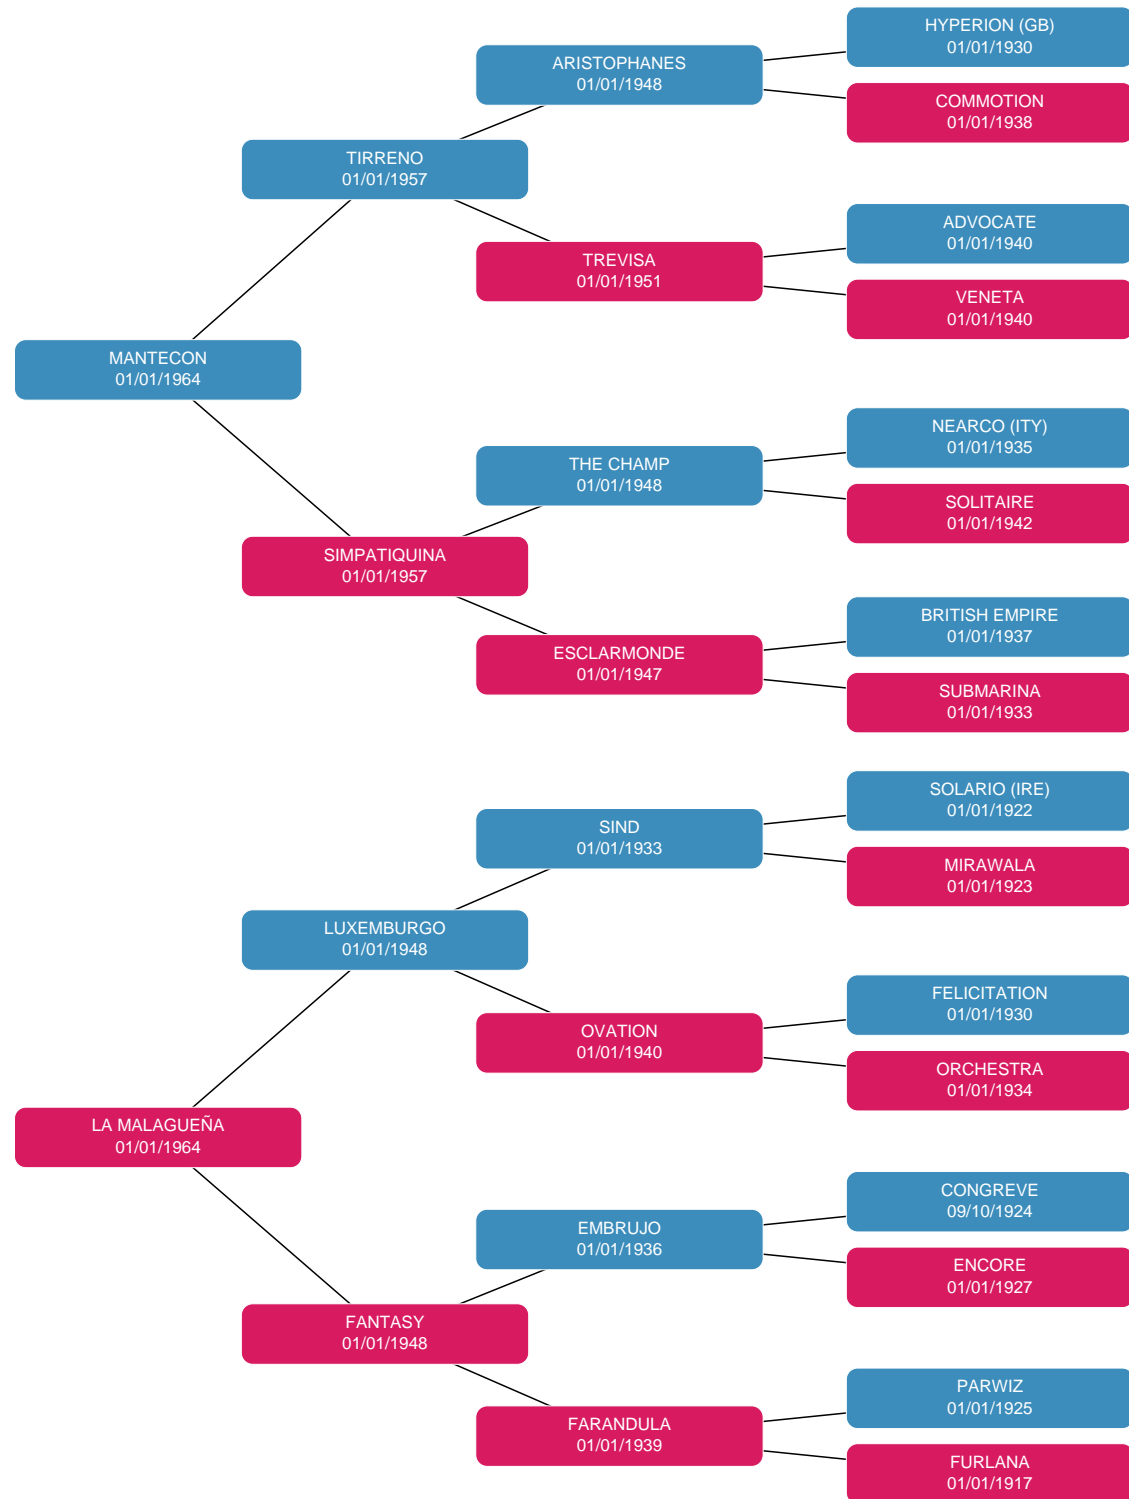 HYPERION (GB)
01/01/1930
ARISTOPHANES
01/01/1948
COMMOTION
01/01/1938
TIRRENO
01/01/1957
ADVOCATE
01/01/1940
TREVISA
01/01/1951
VENETA
01/01/1940
MANTECON
01/01/1964
NEARCO (ITY)
01/01/1935
THE CHAMP
01/01/1948
SOLITAIRE
01/01/1942
SIMPATIQUINA
01/01/1957
BRITISH EMPIRE
01/01/1937
ESCLARMONDE
01/01/1947
SUBMARINA
01/01/1933
SOLARIO (IRE)
01/01/1922
SIND
01/01/1933
MIRAWALA
01/01/1923
LUXEMBURGO
01/01/1948
FELICITATION
01/01/1930
OVATION
01/01/1940
ORCHESTRA
01/01/1934
LA MALAGUEÑA
01/01/1964
CONGREVE
09/10/1924
EMBRUJO
01/01/1936
ENCORE
01/01/1927
FANTASY
01/01/1948
PARWIZ
01/01/1925
FARANDULA
01/01/1939
FURLANA
01/01/1917